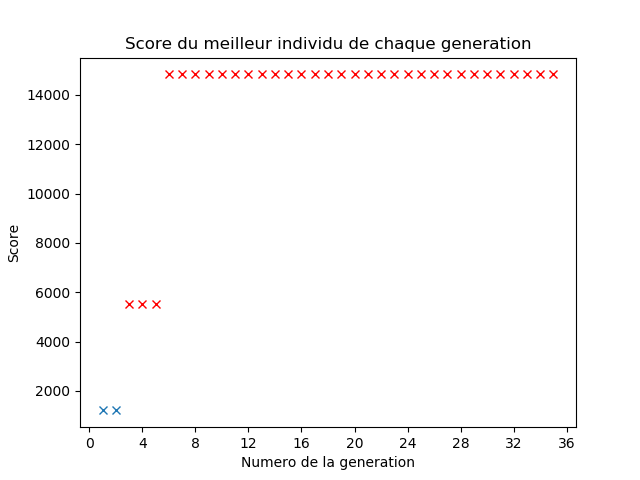 Score du meilleur individu de chaque generation
14000
12000
10000
8000
6000
4000
2000
Score
0 4 8 12 16 20 24 28 32 36
Numero de la generation